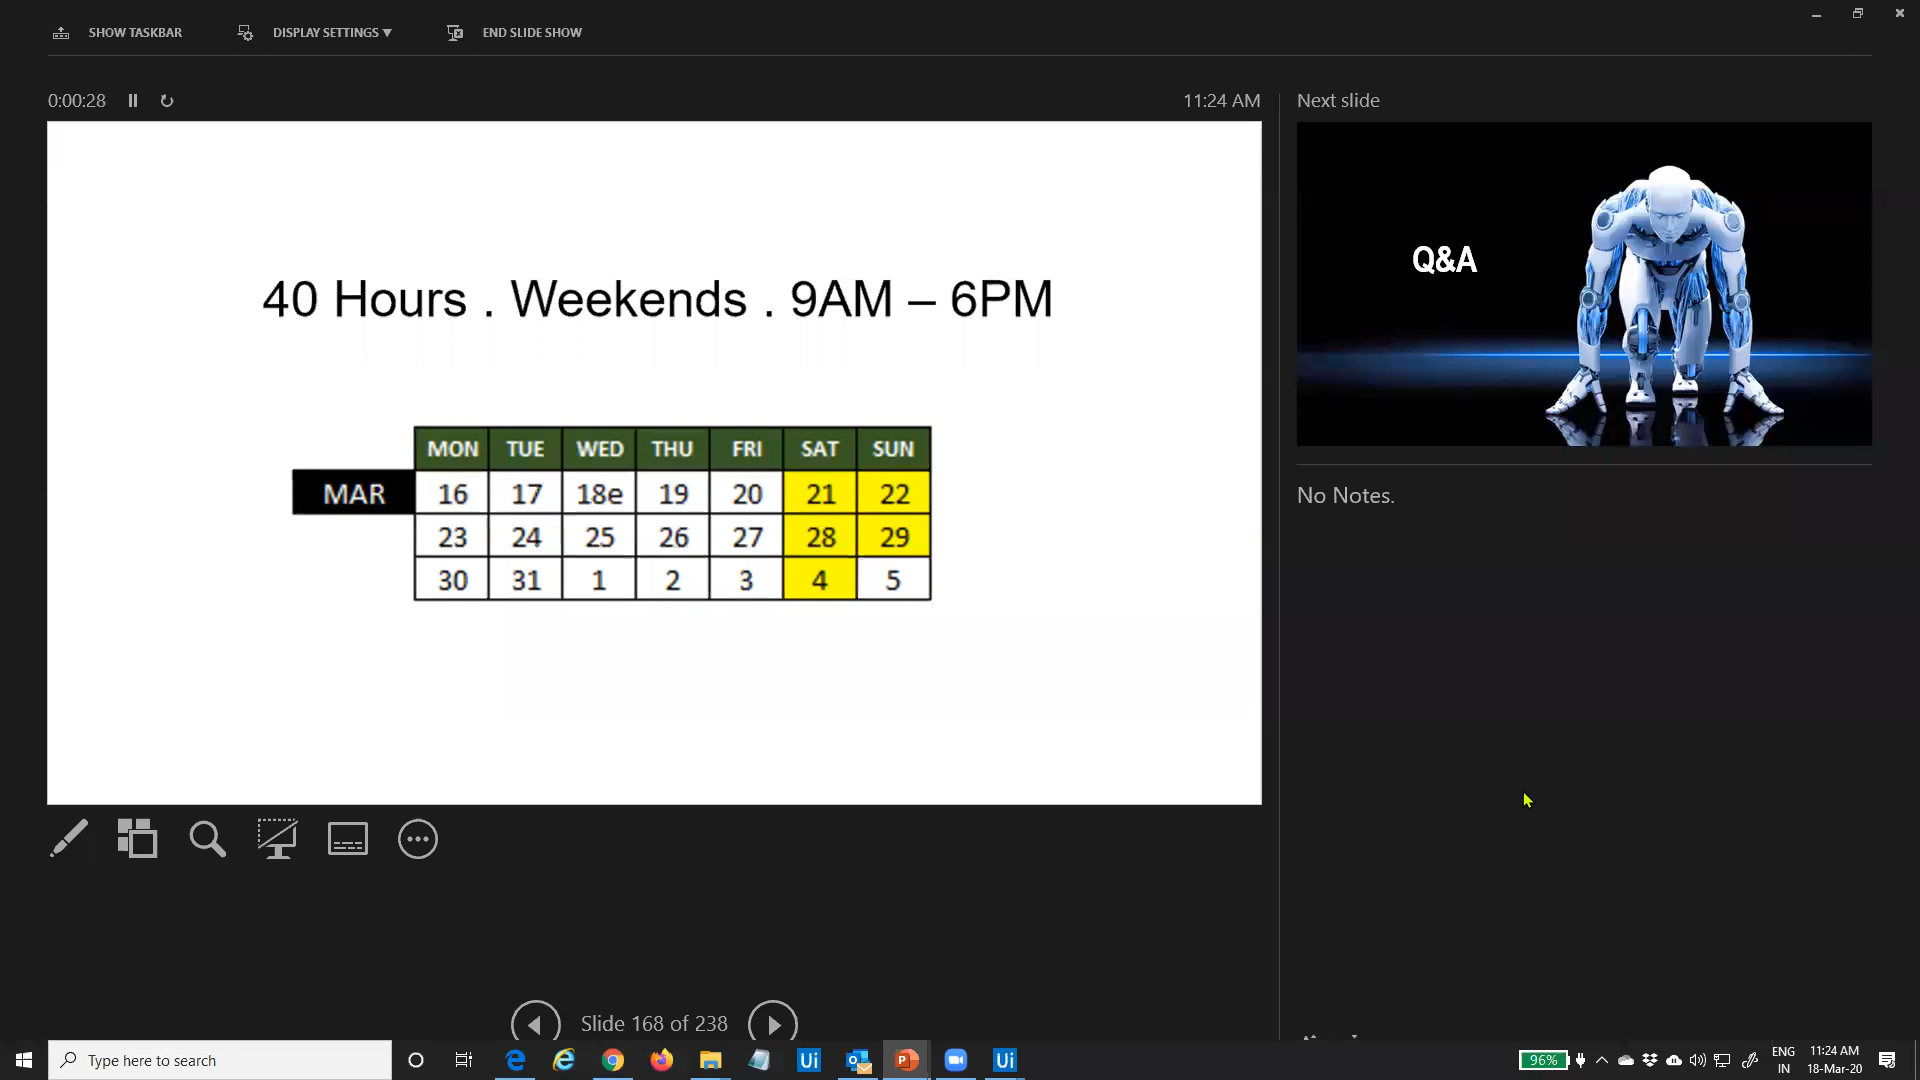 SHOW TASKBAR DISPLAY SETTINGS ▼ END SLIDE SHOW
0:00:28 11:24 AM Next slide
40 Hours . Weekends . 9AM – 6PM
Q&A
MON TUE WED THU FRI SAT SUN
MAR 16 17 18e 19 20 21 22
23 24 25 26 27 28 29
30 31 1 2 3 4 5
No Notes.
Slide 168 of 238
Type here to search
Ui
Ui
96%
ENG
IN
11:24 AM
18-Mar-20